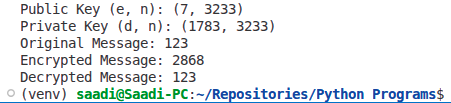 Public Key (e, n): (7, 3233)
Private Key (d, n): (1783, 3233)
Original Message: 123
Encrypted Message: 2868
Decrypted Message: 123
(venv) saadi@Saadi-PC:~/Repositories/Python Programs$